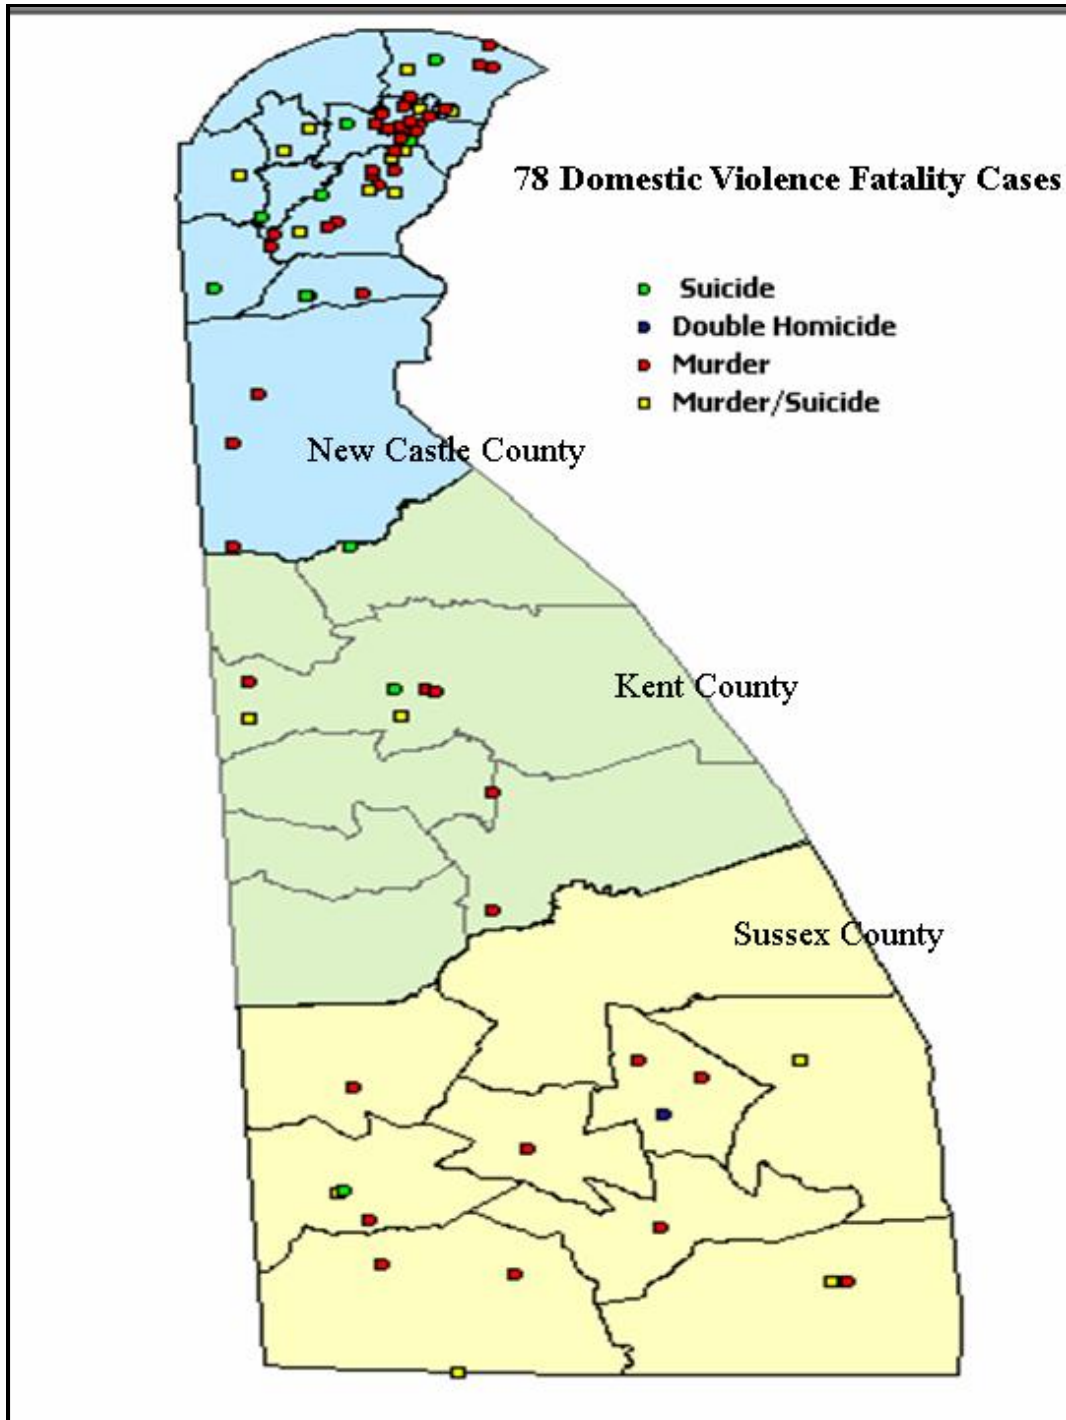 78 Domestic Violence Fatality Cases
Suicide
Double Homicide
Murder
Murder/Suicide
New Castle County
Kent County
Sussex County